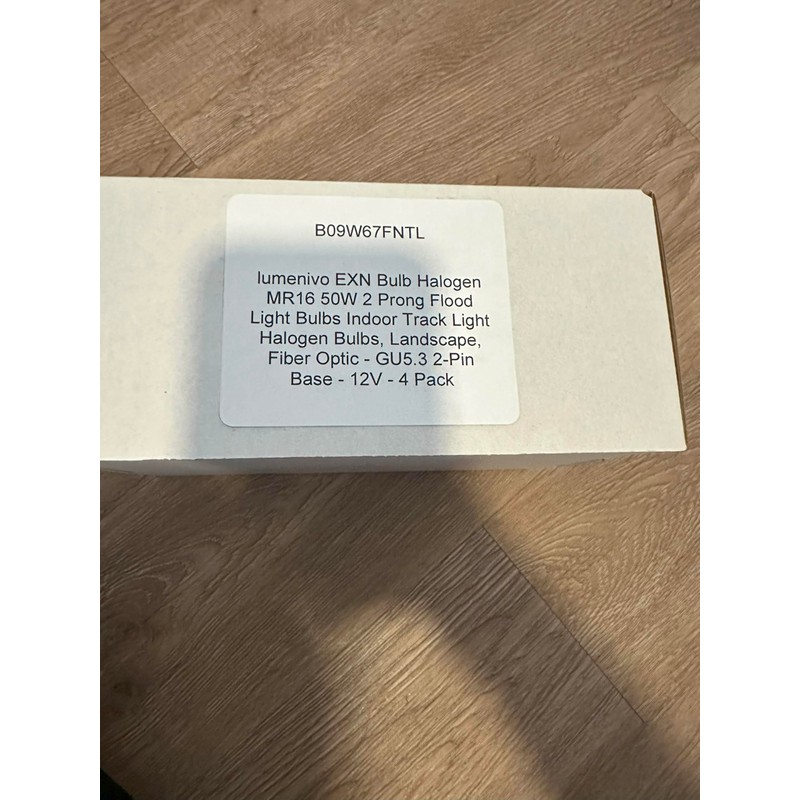 B09W67FNTL
lumenivo EXN Bulb Halogen
MR16 50W 2 Prong Flood
Light Bulbs Indoor Track Light
Halogen Bulbs, Landscape,
Fiber Optic - GU5.3 2-Pin
Base - 12V - 4 Pack